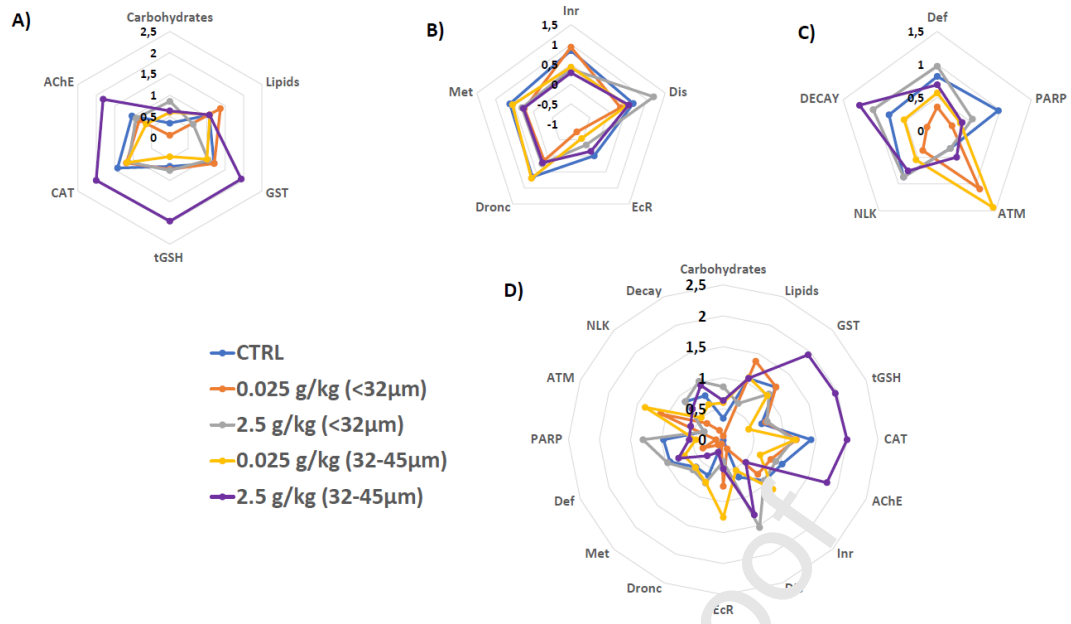 A)
Carbohydrates
2,5
2
1,5
1
0,5
0
Lipids
GST
tGSH
CAT
AChE
B)
Inr
1,5
1
0,5
0
-0,5
-1
Dis
EcR
Dronc
Met
C)
Def
1,5
1
0,5
0
PARP
ATM
NLK
DECAY
D)
Carbohydrates
2,5
2
1,5
1
0,5
0
Lipids
GST
tGSH
CAT
AChE
Inr
Dis
EcR
Dronc
Met
Def
PARP
ATM
NLK
Decay
CTRL
0.025 g/kg (<32µm)
2.5 g/kg (<32µm)
0.025 g/kg (32-45µm)
2.5 g/kg (32-45µm)